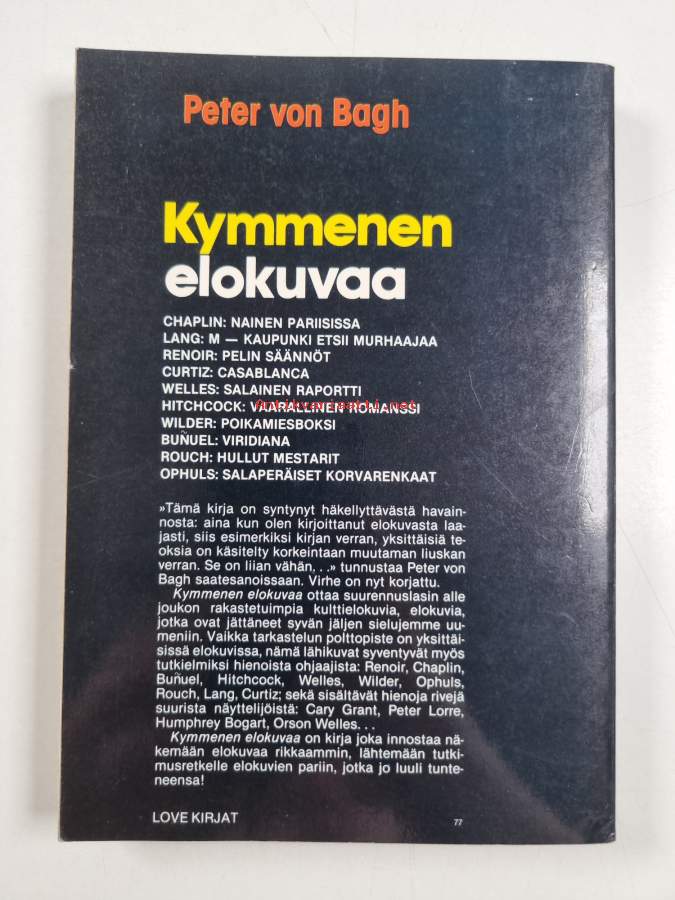 Peter von Bagh
Kymmenen
elokuvaa
CHAPLIN: NAINEN PARIISISSA
LANG: M — KAUPUNKI ETSII MURHAAJAA
RENOIR: PELIN SÄÄNNÖT
CURTIZ: CASABLANCA
WELLES: SALAINEN RAPORTTI
HITCHCOCK: VAARALLINEN ROMANSSI
Antikvariaatti.net
WILDER: POIKAMIESBOKSI
BUÑUEL: VIRIDIANA
ROUCH: HULLUT MESTARIT
OPHULS: SALAPERÄISET KORVARENKAAT
»Tämä kirja on syntynyt häkellyttävästä havain-
nosta: aina kun olen kirjoittanut elokuvasta laa-
jasti, siis esimerkiksi kirjan verran, yksittäisiä te-
oksia on käsitelty korkeintaan muutaman liuskan
verran. Se on liian vähän...» tunnustaa Peter von
Bagh saatesanoissaan. Virhe on nyt korjattu.
Kymmenen elokuvaa ottaa suurennuslasin alle
joukon rakastetuimpia kulttielokuvia, elokuvia,
jotka ovat jättäneet syvän jäljen sielujemme uu-
meniin. Vaikka tarkastelun polttopiste on yksittäi-
sissä elokuvissa, nämä lähikuvat syventyvät myös
tutkielmiksi hienoista ohjaajista: Renoir, Chaplin,
Buñuel, Hitchcock, Welles, Wilder, Ophuls,
Rouch, Lang, Curtiz; sekä sisältävät hienoja rivejä
suurista näyttelijöistä: Cary Grant, Peter Lorre,
Humphrey Bogart, Orson Welles...
Kymmenen elokuvaa on kirja joka innostaa nä-
kemään elokuvaa rikkaammin, lähtemään tutki-
musretkelle elokuvien pariin, jotka jo luuli tunte-
neensa!
LOVE KIRJAT
77